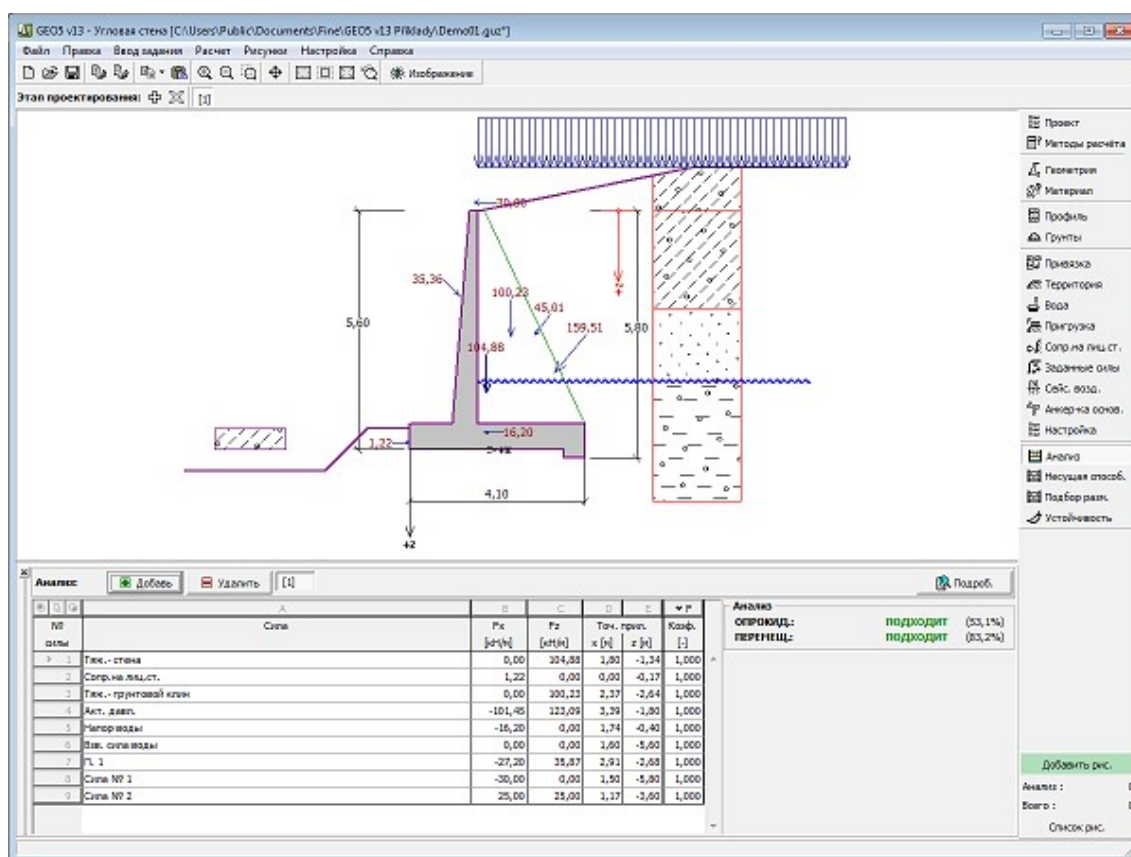 GEO5 v13 - Угловая стена [C:\Users\Public\Documents\Fine\GEO5 v13 Příklady\Demo01.guz*]
Файл Правка Ввод задания Расчет Рисунки Настройка Справка
Изображение
Этап проектирования: [1]
30,00
35,36
100,23
45,01
159,51
5,60
5,80
104,88
16,20
1,22
4,10
+z
+z
Проект
Методы расчёта
Геометрия
Материал
Профиль
Грунты
Привязка
Территория
Вода
Пригрузка
Сопр.на лиц.ст.
Заданные силы
Сейс. возд.
Анкер-ка основ.
Настройка
Анализ
Несущая способ.
Подбор разм.
Устойчивость
Добавить рис.
Анализ :
Всего :
Список рис.
Анализ: Добавь Удалить [1] Подроб.
A B C D E F
№ Сила Px Pz Точ. прил. Коэф.
силы [кН/м] [кН/м] x [м] z [м] [-]
1 Тяж.- стена 0,00 104,88 1,80 -1,34 1,000
2 Сопр.на лиц.ст. 1,22 0,00 0,00 -0,17 1,000
3 Тяж.- грунтовой клин 0,00 100,23 2,37 -2,64 1,000
4 Акт. давл. -101,45 123,09 3,39 -1,80 1,000
5 Напор воды -16,20 0,00 1,74 -0,40 1,000
6 Взв. сила воды 0,00 0,00 1,60 -5,60 1,000
7 П. 1 -27,20 35,87 2,91 -2,68 1,000
8 Сила № 1 -30,00 0,00 1,50 -5,80 1,000
9 Сила № 2 25,00 25,00 1,17 -3,60 1,000
Анализ
ОПРОКИД.: ПОДХОДИТ (53,1%)
ПЕРЕМЕЩ.: ПОДХОДИТ (83,2%)